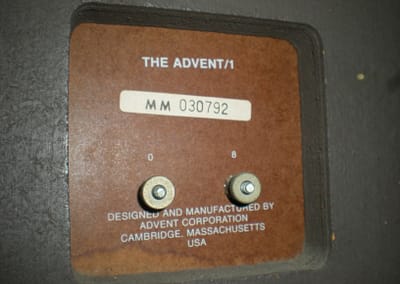 THE ADVENT/1
MM 030792
0 8
DESIGNED AND MANUFACTURED BY
ADVENT CORPORATION
CAMBRIDGE, MASSACHUSETTS
USA